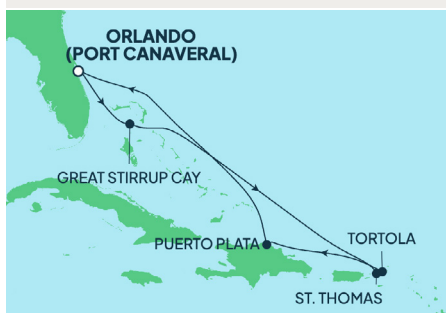 ORLANDO
(PORT CANAVERAL)
GREAT STIRRUP CAY
PUERTO PLATA
TORTOLA
ST. THOMAS